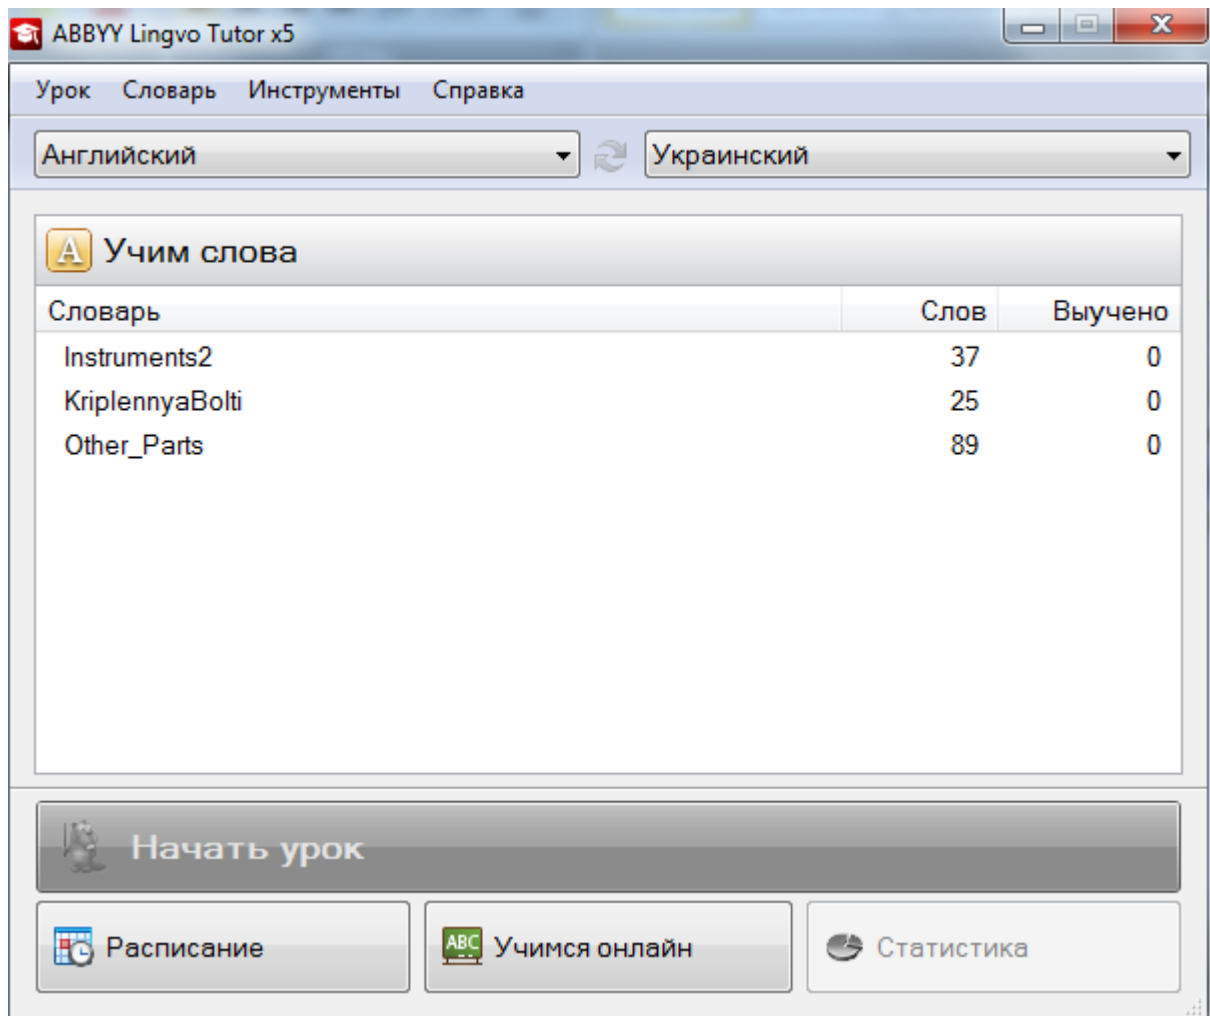 ABBYY Lingvo Tutor x5
Урок Словарь Инструменты Справка
Английский Украинский
A Учим слова
Словарь Слов Выучено
Instruments2 37 0
KriplennyaBolti 25 0
Other_Parts 89 0
Начать урок
Расписание ABC Учимся онлайн Статистика